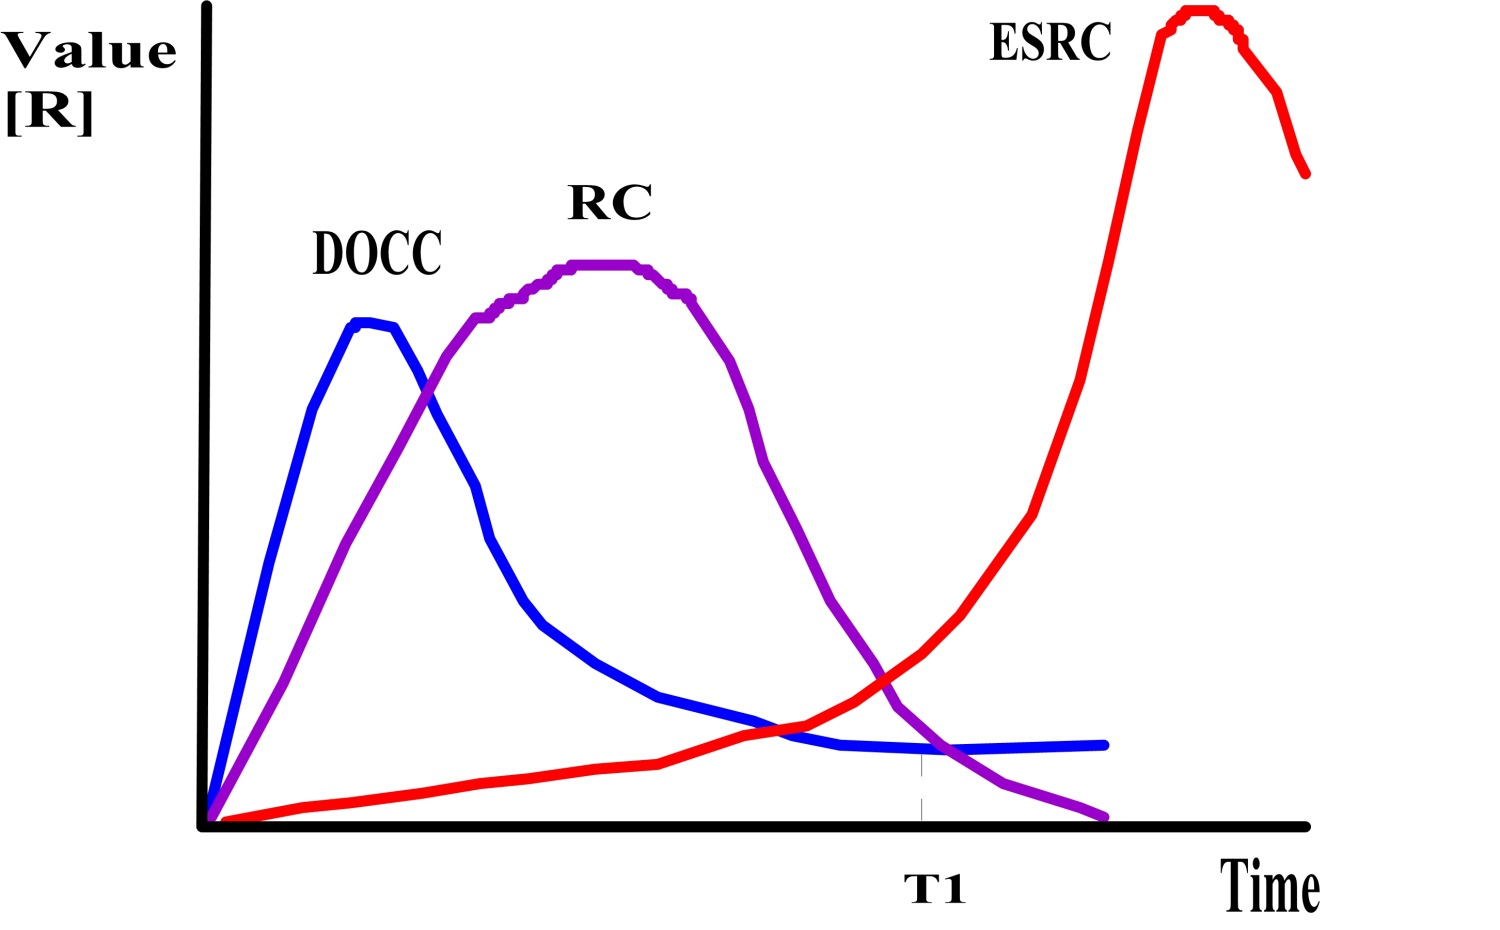 Value
[R]
ESRC
RC
DOCC
T1
Time